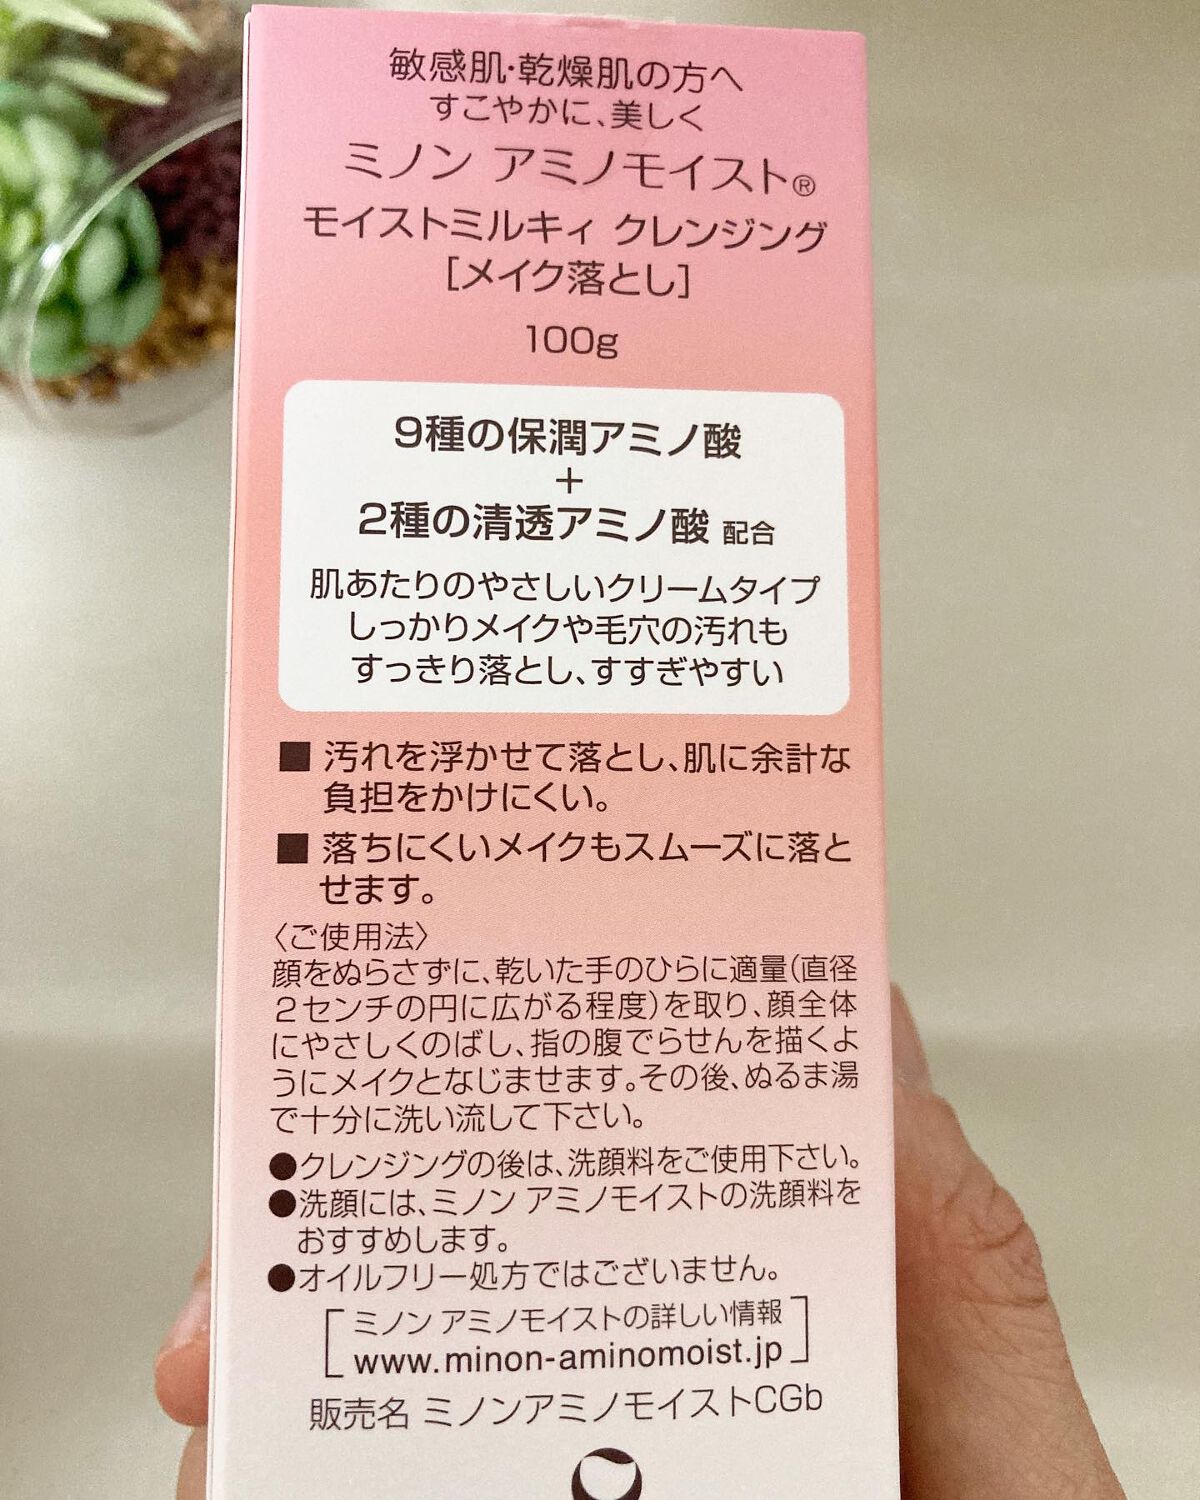 敏感肌・乾燥肌の方へ
すこやかに、美しく
ミノン アミノモイスト®
モイストミルキィ クレンジング
[メイク落とし]
100g
9種の保潤アミノ酸
+
2種の清透アミノ酸 配合
肌あたりのやさしいクリームタイプ
しっかりメイクや毛穴の汚れも
すっきり落とし、すすぎやすい
■ 汚れを浮かせて落とし、肌に余計な
負担をかけにくい。
■ 落ちにくいメイクもスムーズに落と
せます。
〈ご使用法〉
顔をぬらさずに、乾いた手のひらに適量(直径
2センチの円に広がる程度)を取り、顔全体
にやさしくのばし、指の腹でらせんを描くよ
うにメイクとなじませます。その後、ぬるま湯
で十分に洗い流して下さい。
●クレンジングの後は、洗顔料をご使用下さい。
●洗顔には、ミノン アミノモイストの洗顔料を
おすすめします。
●オイルフリー処方ではございません。
ミノン アミノモイストの詳しい情報
www.minon-aminomoist.jp
販売名 ミノンアミノモイストCGb